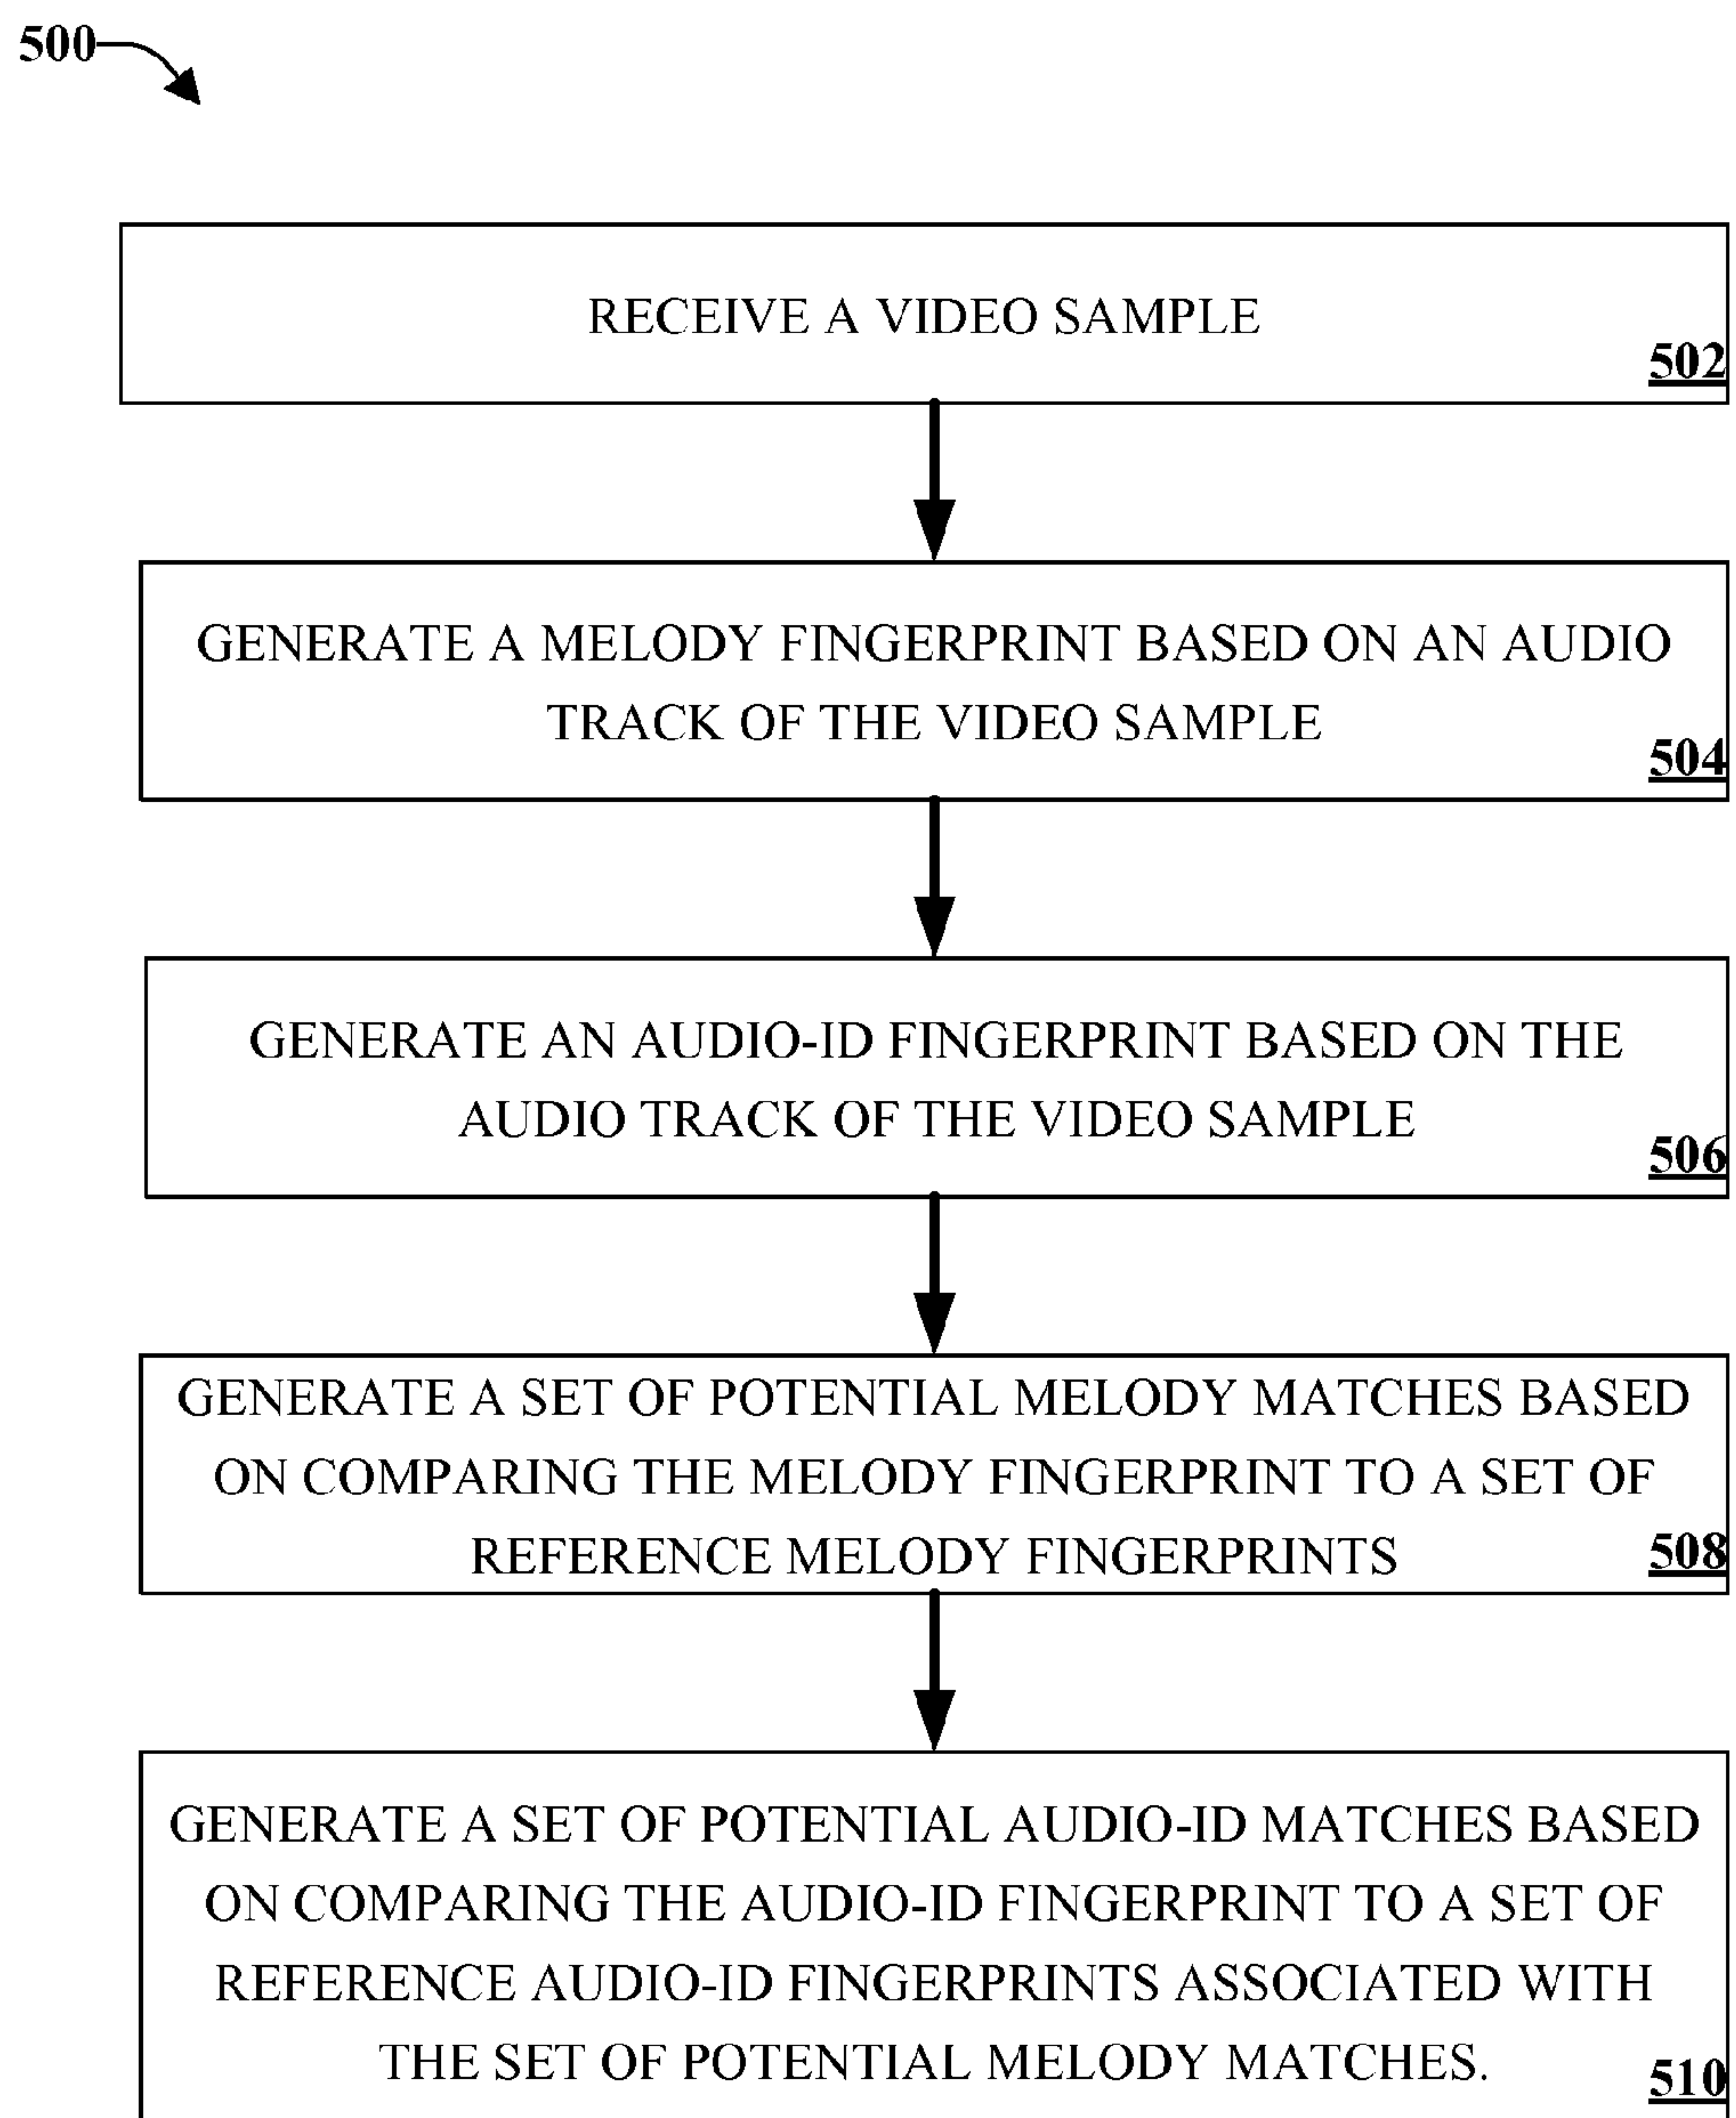 500
RECEIVE A VIDEO SAMPLE
502
GENERATE A MELODY FINGERPRINT BASED ON AN AUDIO
TRACK OF THE VIDEO SAMPLE
504
GENERATE AN AUDIO-ID FINGERPRINT BASED ON THE
AUDIO TRACK OF THE VIDEO SAMPLE
506
GENERATE A SET OF POTENTIAL MELODY MATCHES BASED
ON COMPARING THE MELODY FINGERPRINT TO A SET OF
REFERENCE MELODY FINGERPRINTS
508
GENERATE A SET OF POTENTIAL AUDIO-ID MATCHES BASED
ON COMPARING THE AUDIO-ID FINGERPRINT TO A SET OF
REFERENCE AUDIO-ID FINGERPRINTS ASSOCIATED WITH
THE SET OF POTENTIAL MELODY MATCHES.
510